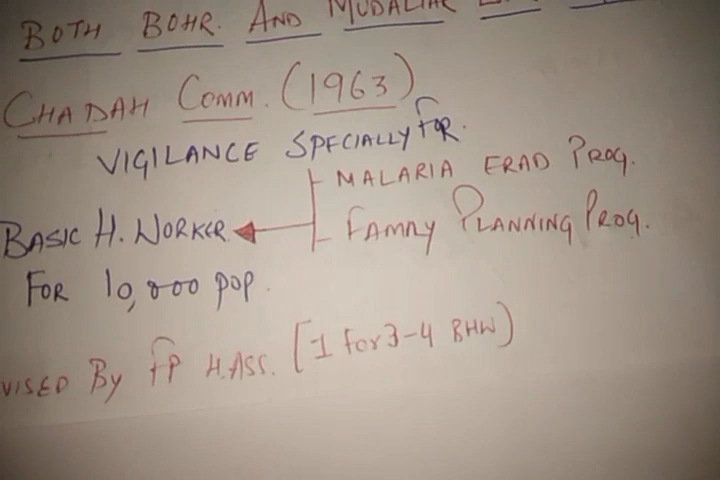 BOTH BOHR. AND MUDALIAR
CHADAH COMM. (1963)
VIGILANCE SPECIALLY FOR.
MALARIA ERAD PROG.
BASIC H. WORKER
FAMILY PLANNING PROG.
FOR 10,000 POP.
VISED BY FP H.ASS. [1 FOR 3-4 BHW)